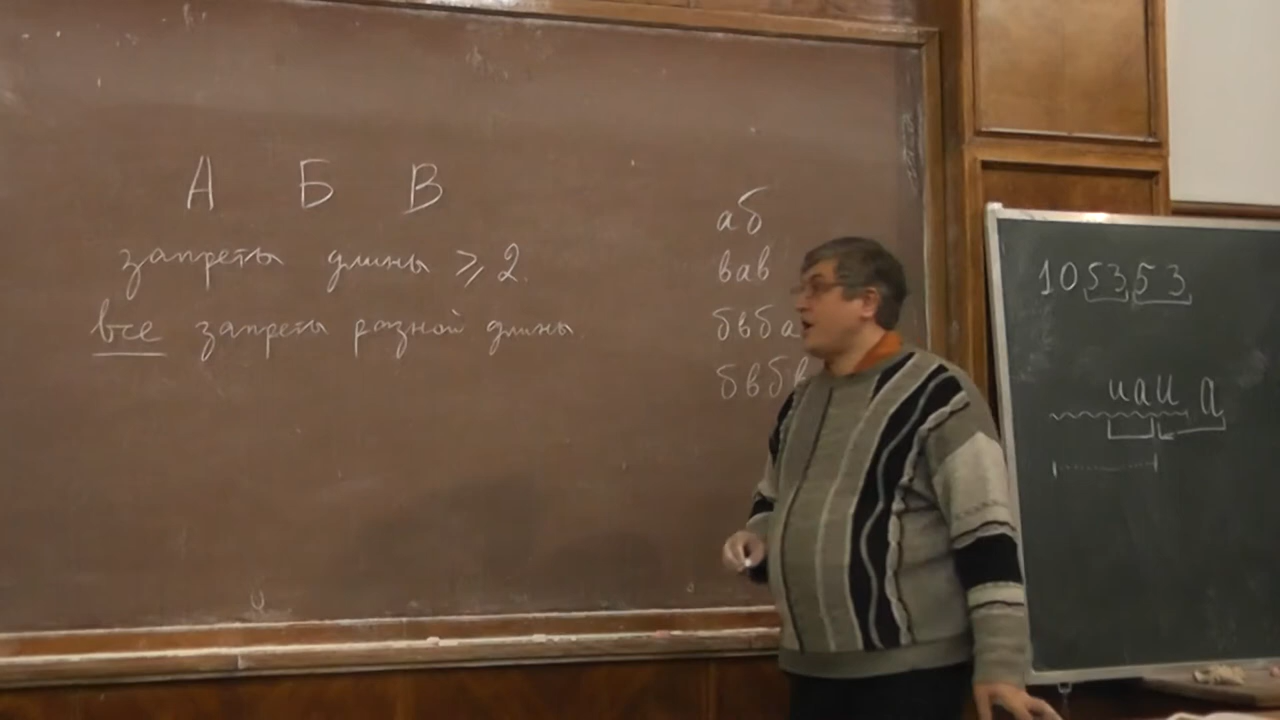 А Б В
запреты длины ⩾ 2.
все запреты разной длины.
аб
вав
бвба
бвбв
105353
иаи а